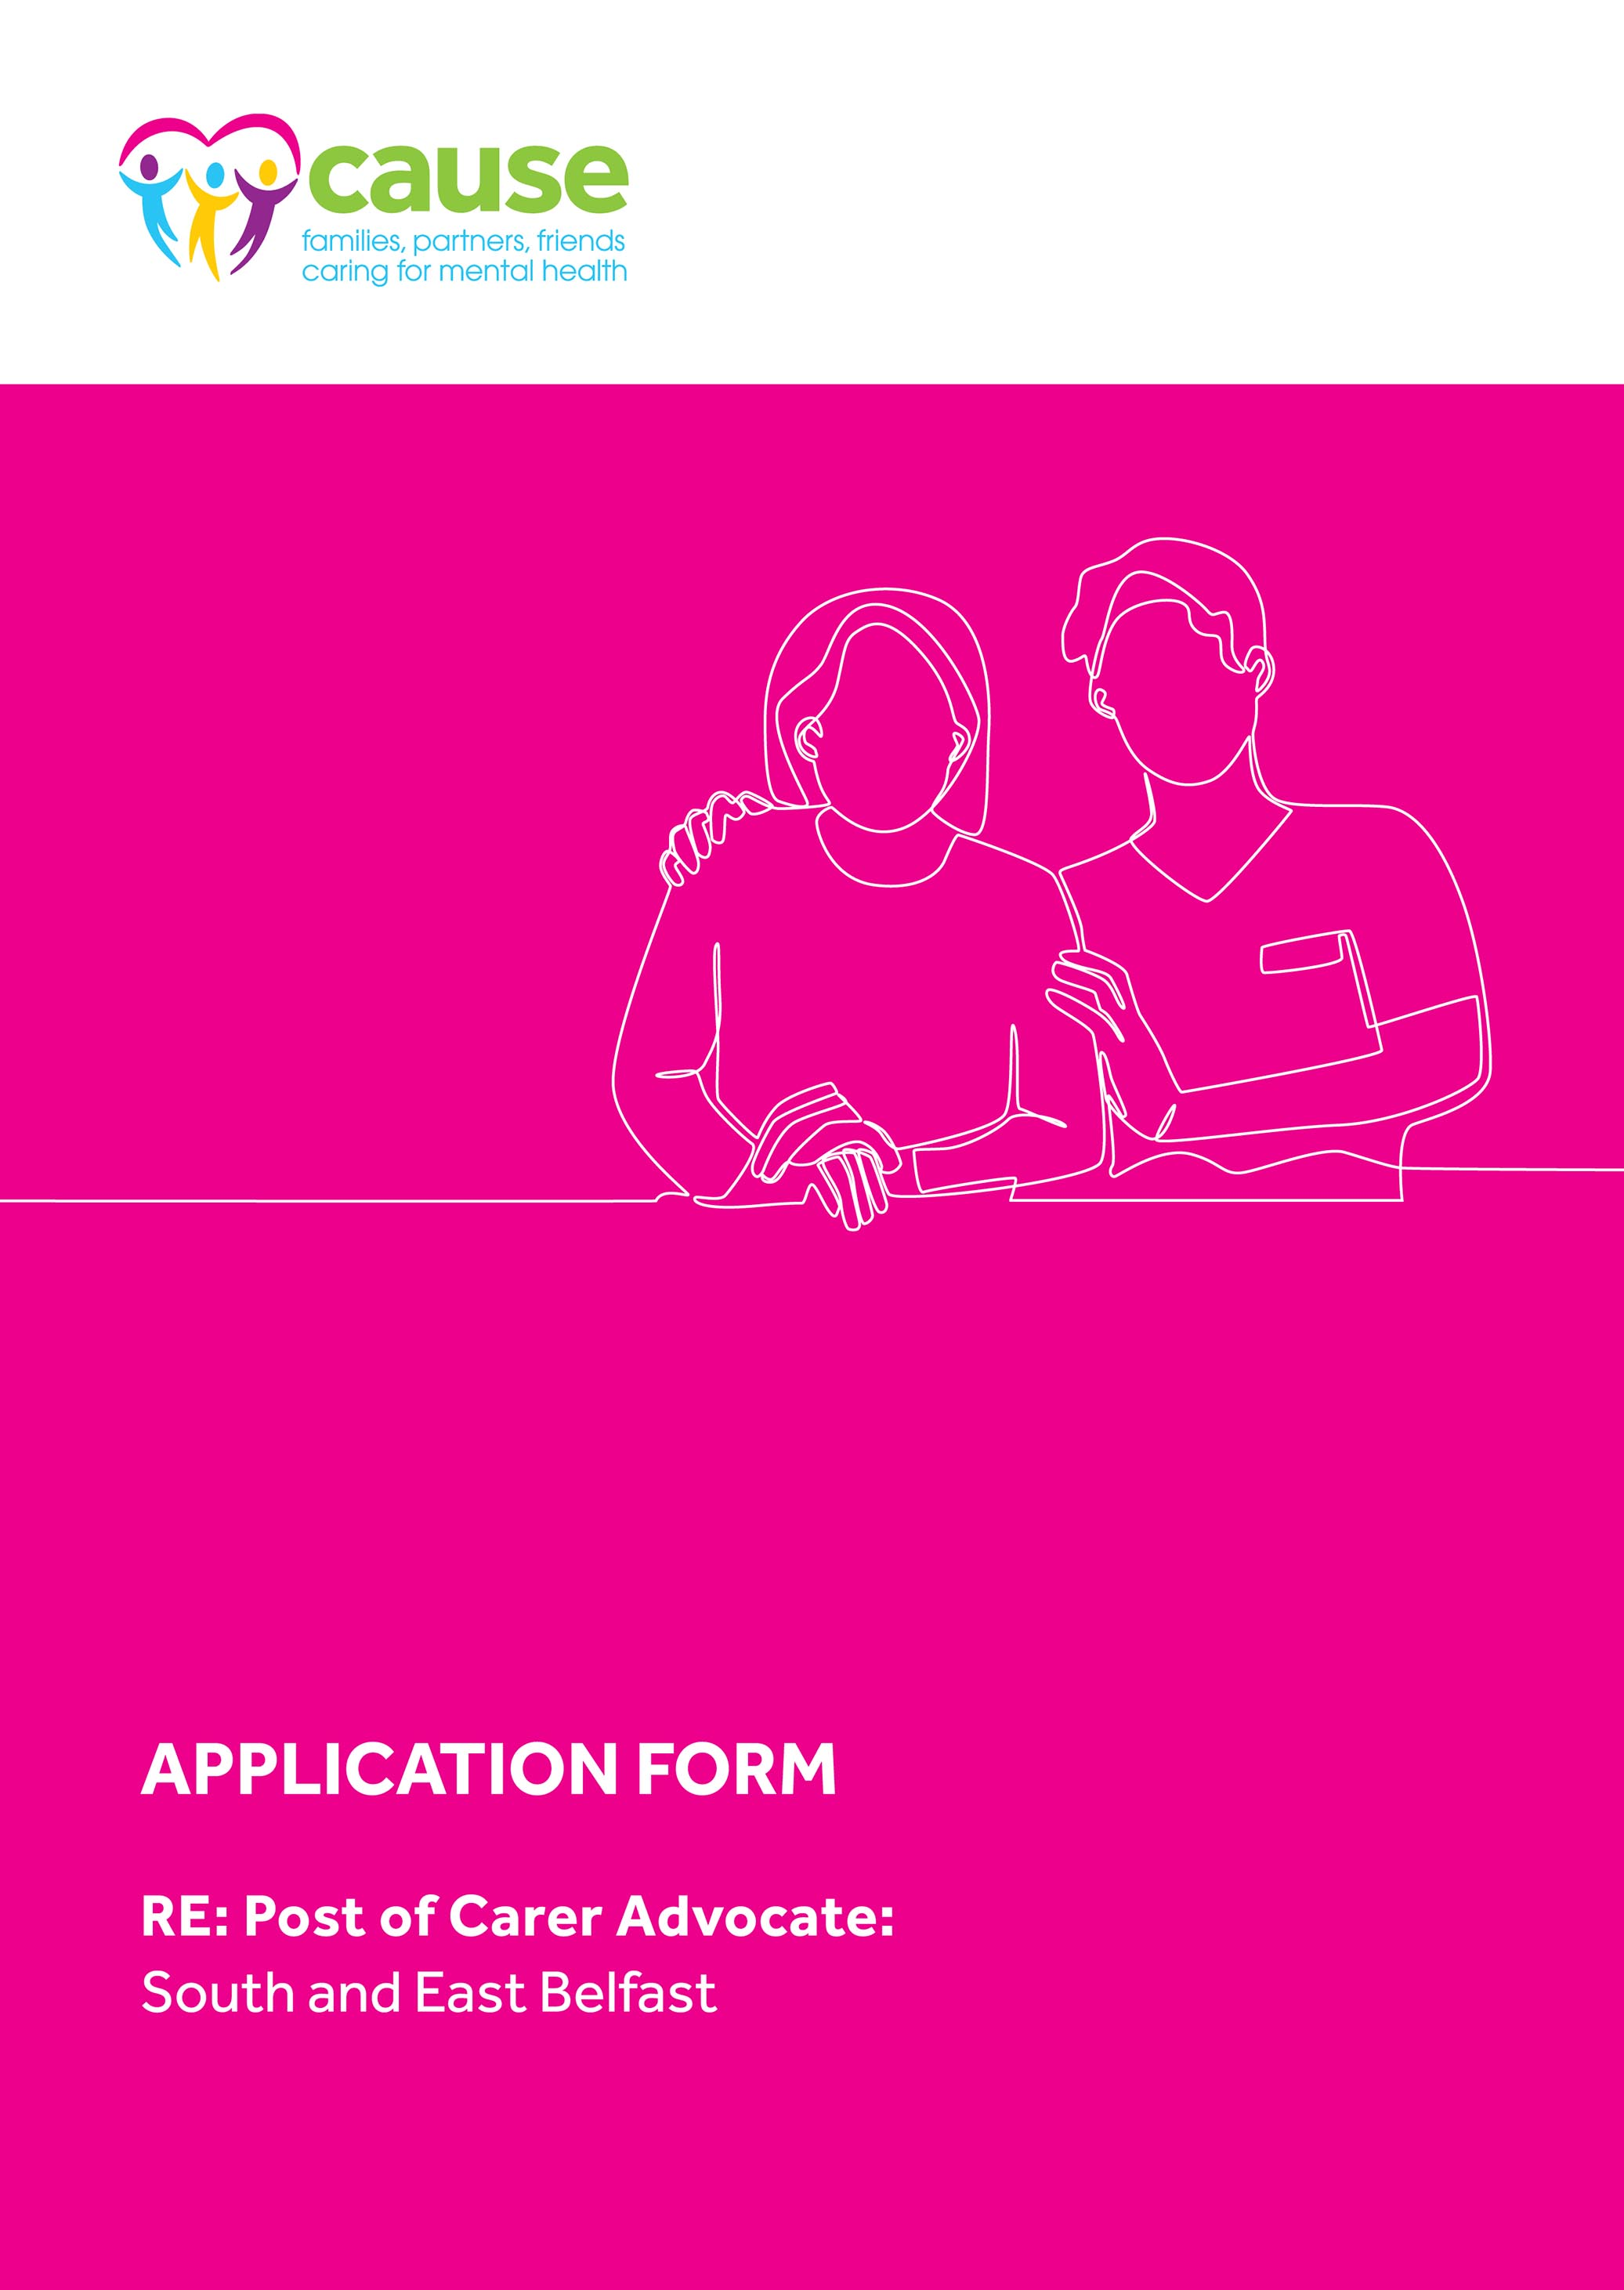 cause
families, partners, friends
caring for mental health
APPLICATION FORM
RE: Post of Carer Advocate:
South and East Belfast